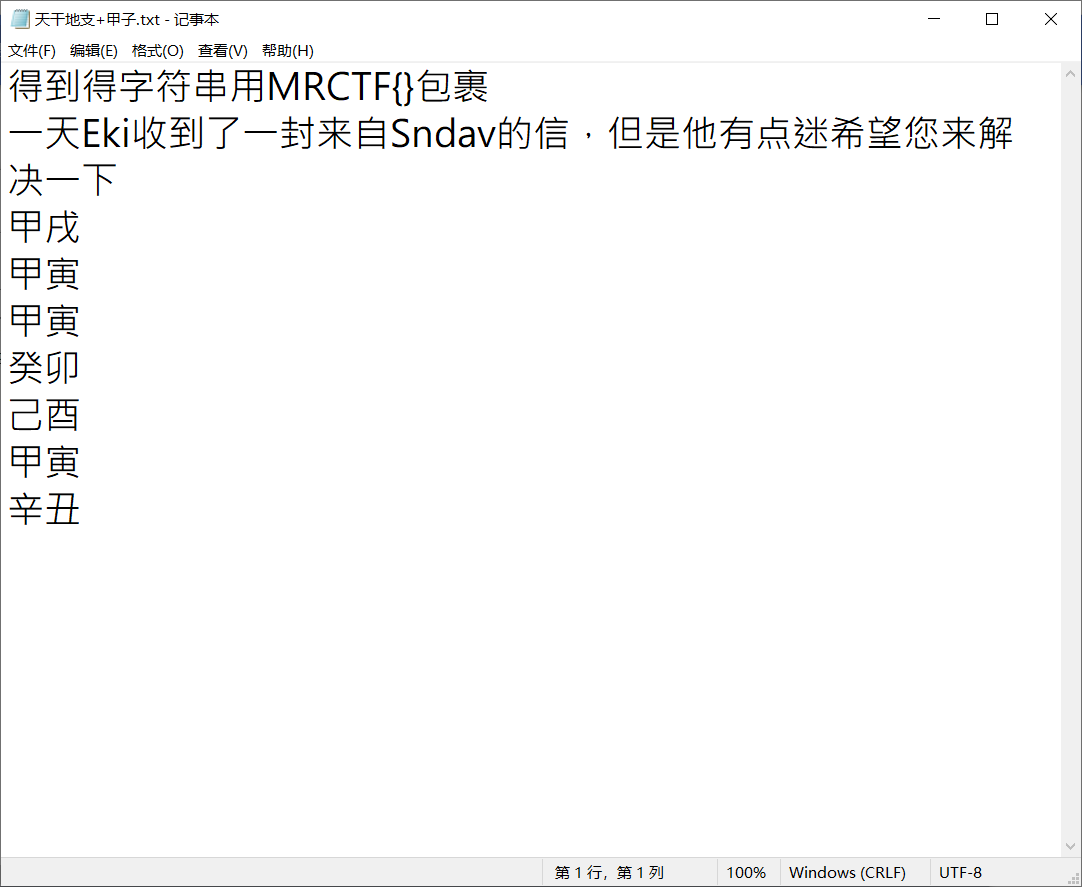 天干地支+甲子.txt - 记事本
文件(F) 编辑(E) 格式(O) 查看(V) 帮助(H)
得到得字符串用MRCTF{}包裹
一天Eki收到了一封来自Sndav的信，但是他有点迷希望您来解
决一下
甲戌
甲寅
甲寅
癸卯
己酉
甲寅
辛丑
第 1 行，第 1 列 100% Windows (CRLF) UTF-8